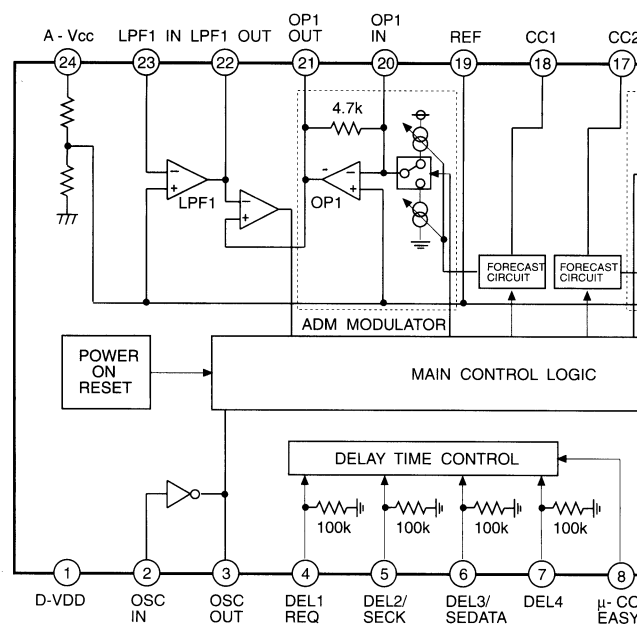 A - Vcc LPF1 IN LPF1 OUT OP1 OUT OP1 IN REF CC1 CC2
24 23 22 21 20 19 18 17
4.7k
-
+
LPF1
-
+
-
+
OP1
FORECAST CIRCUIT
FORECAST CIRCUIT
ADM MODULATOR
POWER
ON
RESET
MAIN CONTROL LOGIC
DELAY TIME CONTROL
100k 100k 100k 100k
1 2 3 4 5 6 7 8
D-VDD OSC IN OSC OUT DEL1 REQ DEL2/ SECK DEL3/ SEDATA DEL4 μ- CO EASY